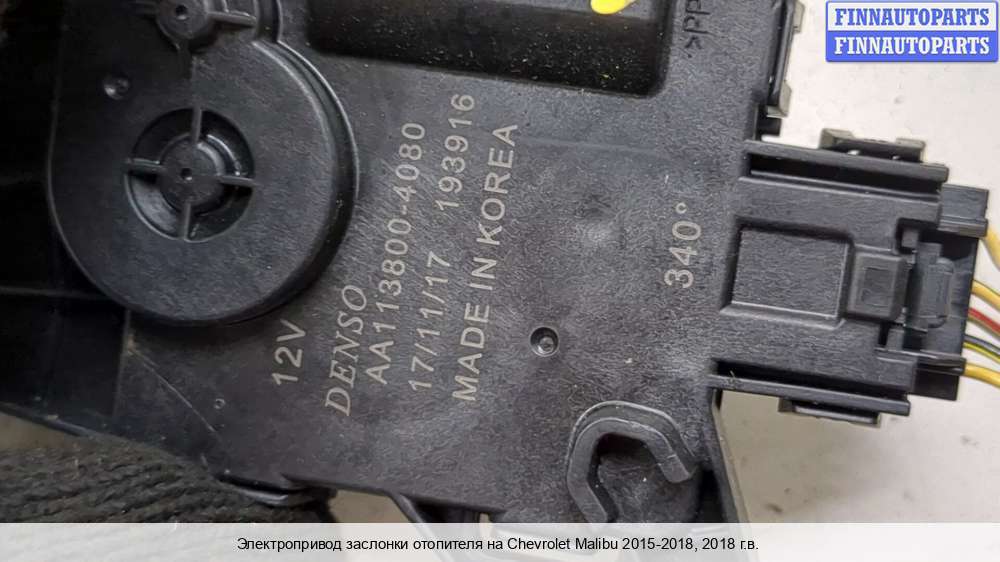 FINNAUTOPARTS
FINNAUTOPARTS
>PP
12V
DENSO
AA113800-4080
17/11/17 193916
MADE IN KOREA
340°
Электропривод заслонки отопителя на Chevrolet Malibu 2015-2018, 2018 г.в.